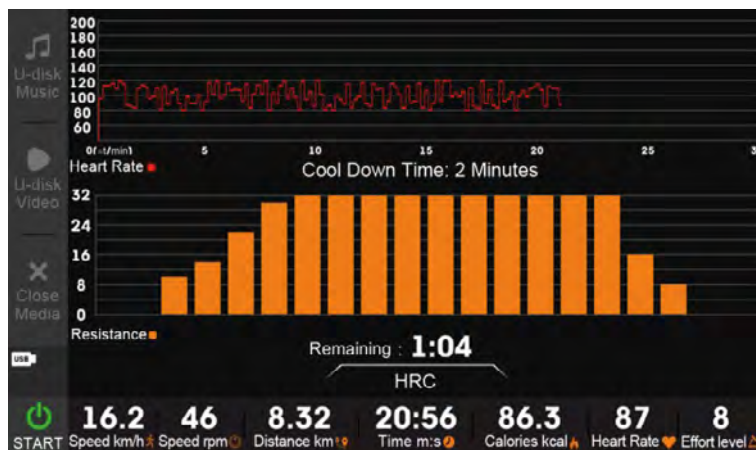 200
180
160
140
120
100
80
60
0(
t/min)
5
10
15
20
25
3
Heart Rate
Cool Down Time: 2 Minutes
U-disk
Music
U-disk
Video
Close
Media
32
24
16
8
0
Resistance
Remaining : 1:04
HRC
USB
START
16.2
Speed km/h
46
Speed rpm
8.32
Distance km
20:56
Time m:s
86.3
Calories kcal
87
Heart Rate
8
Effort level